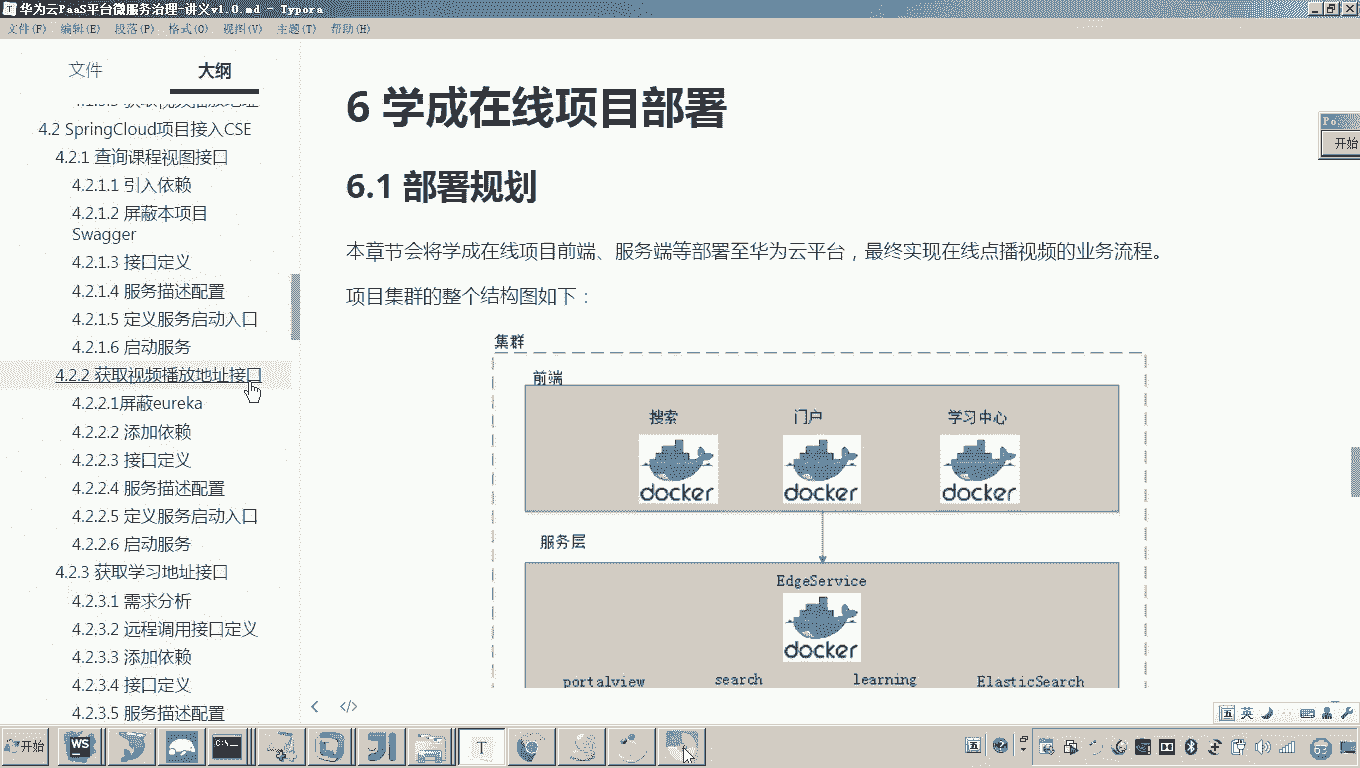 华为云PaaS平台微服务治理-讲义v1.0.md - Typora
文件(F) 编辑(E) 段落(P) 格式(O) 视图(V) 主题(T) 帮助(H)
文件 大纲
4.2 SpringCloud项目接入CSE
4.2.1 查询课程视图接口
4.2.1.1 引入依赖
4.2.1.2 屏蔽本项目
Swagger
4.2.1.3 接口定义
4.2.1.4 服务描述配置
4.2.1.5 定义服务启动入口
4.2.1.6 启动服务
4.2.2 获取视频播放地址接口
4.2.2.1屏蔽eureka
4.2.2.2 添加依赖
4.2.2.3 接口定义
4.2.2.4 服务描述配置
4.2.2.5 定义服务启动入口
4.2.2.6 启动服务
4.2.3 获取学习地址接口
4.2.3.1 需求分析
4.2.3.2 远程调用接口定义
4.2.3.3 添加依赖
4.2.3.4 接口定义
4.2.3.5 服务描述配置
6 学成在线项目部署
6.1 部署规划
本章节会将学成在线项目前端、服务端等部署至华为云平台，最终实现在线点播视频的业务流程。
项目集群的整个结构图如下：
集群
前端
搜索 门户 学习中心
docker docker docker
服务层
EdgeService
docker
portalview search learning ElasticSearch
开始
英
开始
WS
C:\
T
63